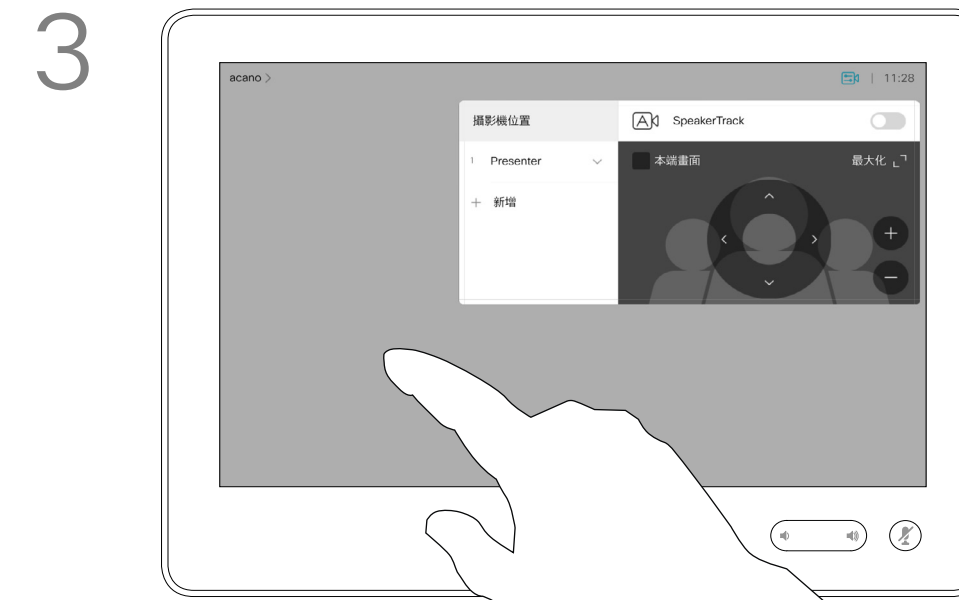 3
acano >
| 11:28
攝影機位置
SpeakerTrack
1 Presenter
本端畫面
最大化
+ 新增